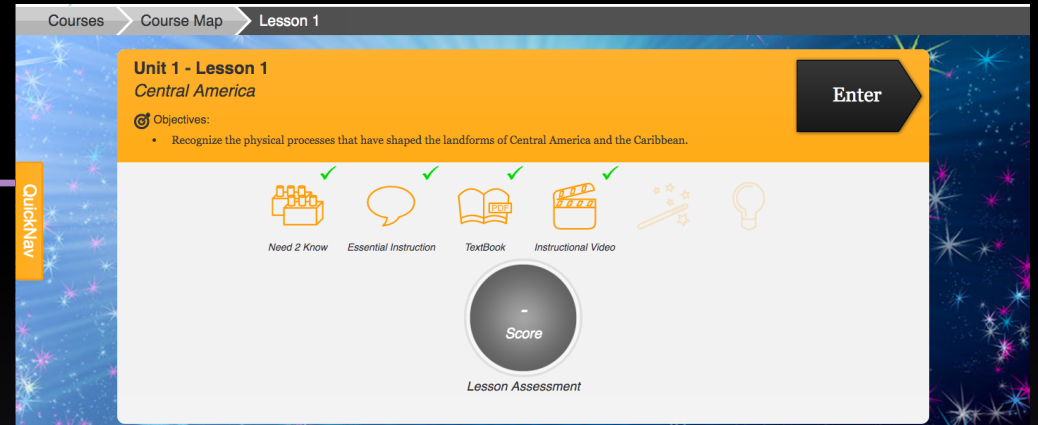 Courses Course Map Lesson 1
Unit 1 - Lesson 1
Central America
Enter
Objectives:
• Recognize the physical processes that have shaped the landforms of Central America and the Caribbean.
QuickNav
PDF
Need 2 Know Essential Instruction TextBook Instructional Video
-
Score
Lesson Assessment